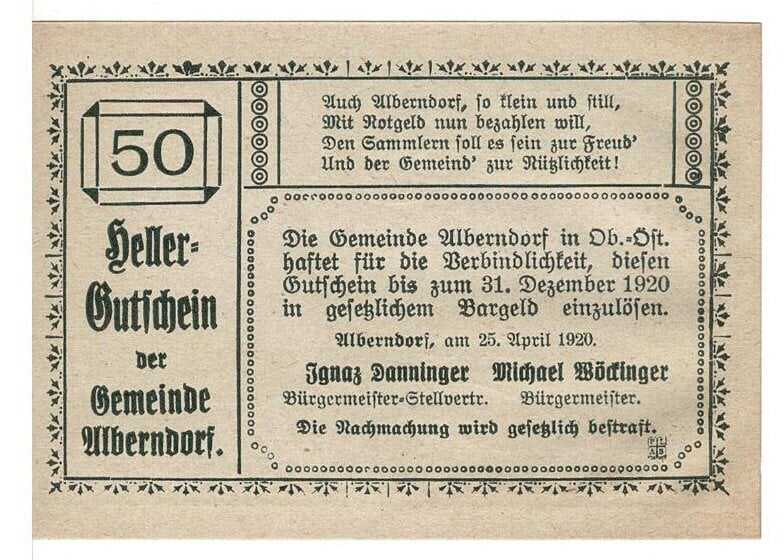 50
Heller=
Gutschein
der
Gemeinde
Alberndorf.
Auch Alberndorf, so klein und still,
Mit Notgeld nun bezahlen will,
Den Sammlern soll es sein zur Freud'
Und der Gemeind' zur Nützlichkeit!
Die Gemeinde Alberndorf in Ob.=Öst.
haftet für die Verbindlichkeit, diesen
Gutschein bis zum 31. Dezember 1920
in gesetzlichem Bargeld einzulösen.
Alberndorf, am 25. April 1920.
Ignaz Danninger Michael Wöckinger
Bürgermeister=Stellvertr. Bürgermeister.
Die Nachmachung wird gesetzlich bestraft.